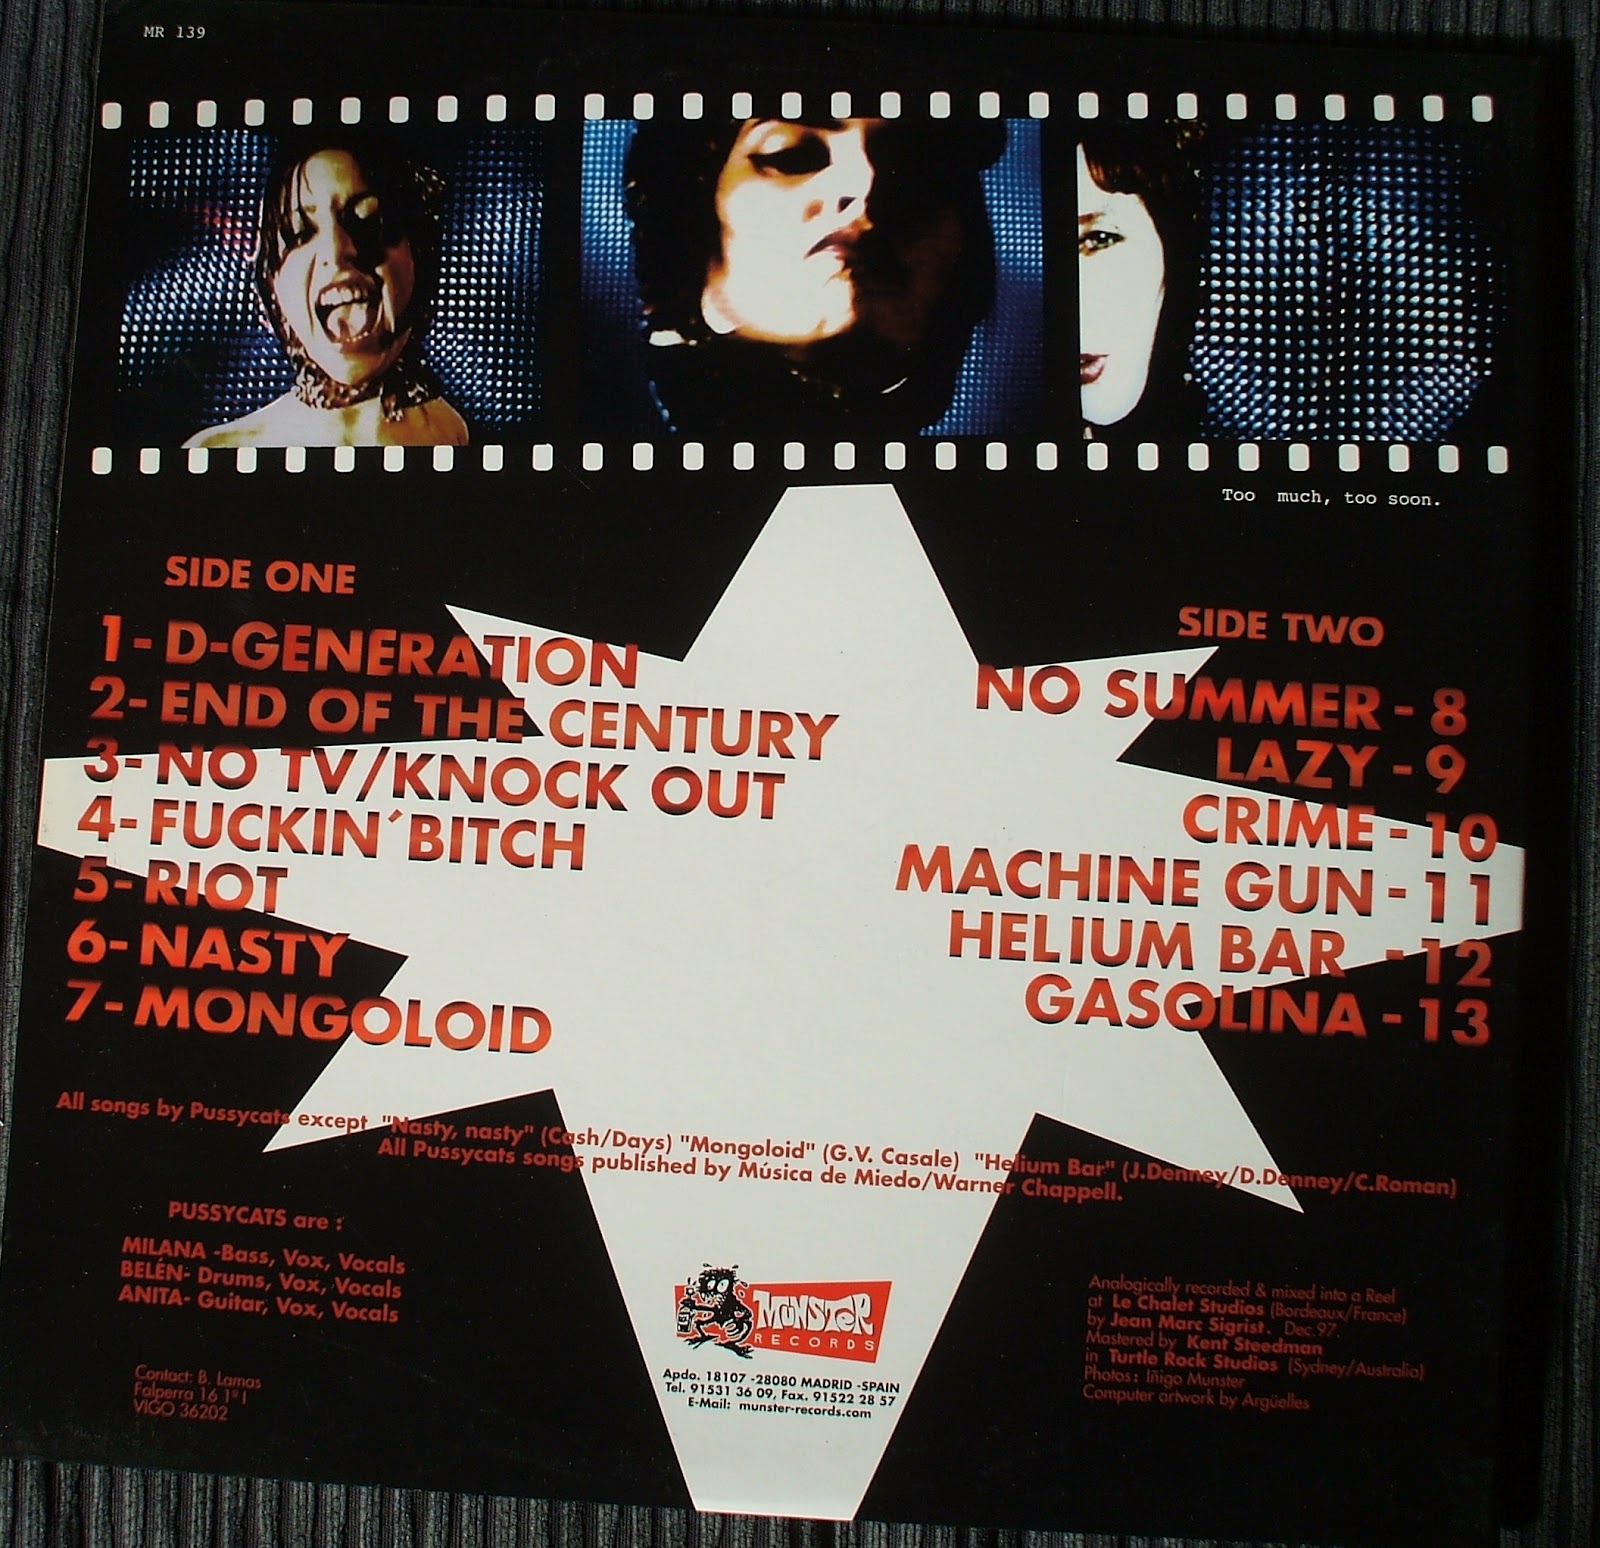 MR 139
Too much, too soon.
SIDE ONE
1- D-GENERATION
2- END OF THE CENTURY
3- NO TV/KNOCK OUT
4- FUCKIN´BITCH
5- RIOT
6- NASTY
7- MONGOLOID
SIDE TWO
NO SUMMER - 8
LAZY - 9
CRIME - 10
MACHINE GUN - 11
HELIUM BAR - 12
GASOLINA - 13
All songs by Pussycats except "Nasty, nasty" (Cash/Days) "Mongoloid" (G.V. Casale) "Helium Bar" (J.Denney/D.Denney/C.Roman)
All Pussycats songs published by Música de Miedo/Warner Chappell.
PUSSYCATS are :
MILANA -Bass, Vox, Vocals
BELÉN- Drums, Vox, Vocals
ANITA- Guitar, Vox, Vocals
Contact: B. Lamas
Falperra 16 1º I
VIGO 36202
MUNSTER
RECORDS
Apdo. 18107 -28080 MADRID -SPAIN
Tel. 91531 36 09, Fax. 91522 28 57
E-Mail: munster-records.com
Analogically recorded & mixed into a Reel
at Le Chalet Studios (Bordeaux/France)
by Jean Marc Sigrist. Dec.97.
Mastered by Kent Steedman
in Turtle Rock Studios (Sydney/Australia)
Photos: Iñigo Munster
Computer artwork by Argüelles